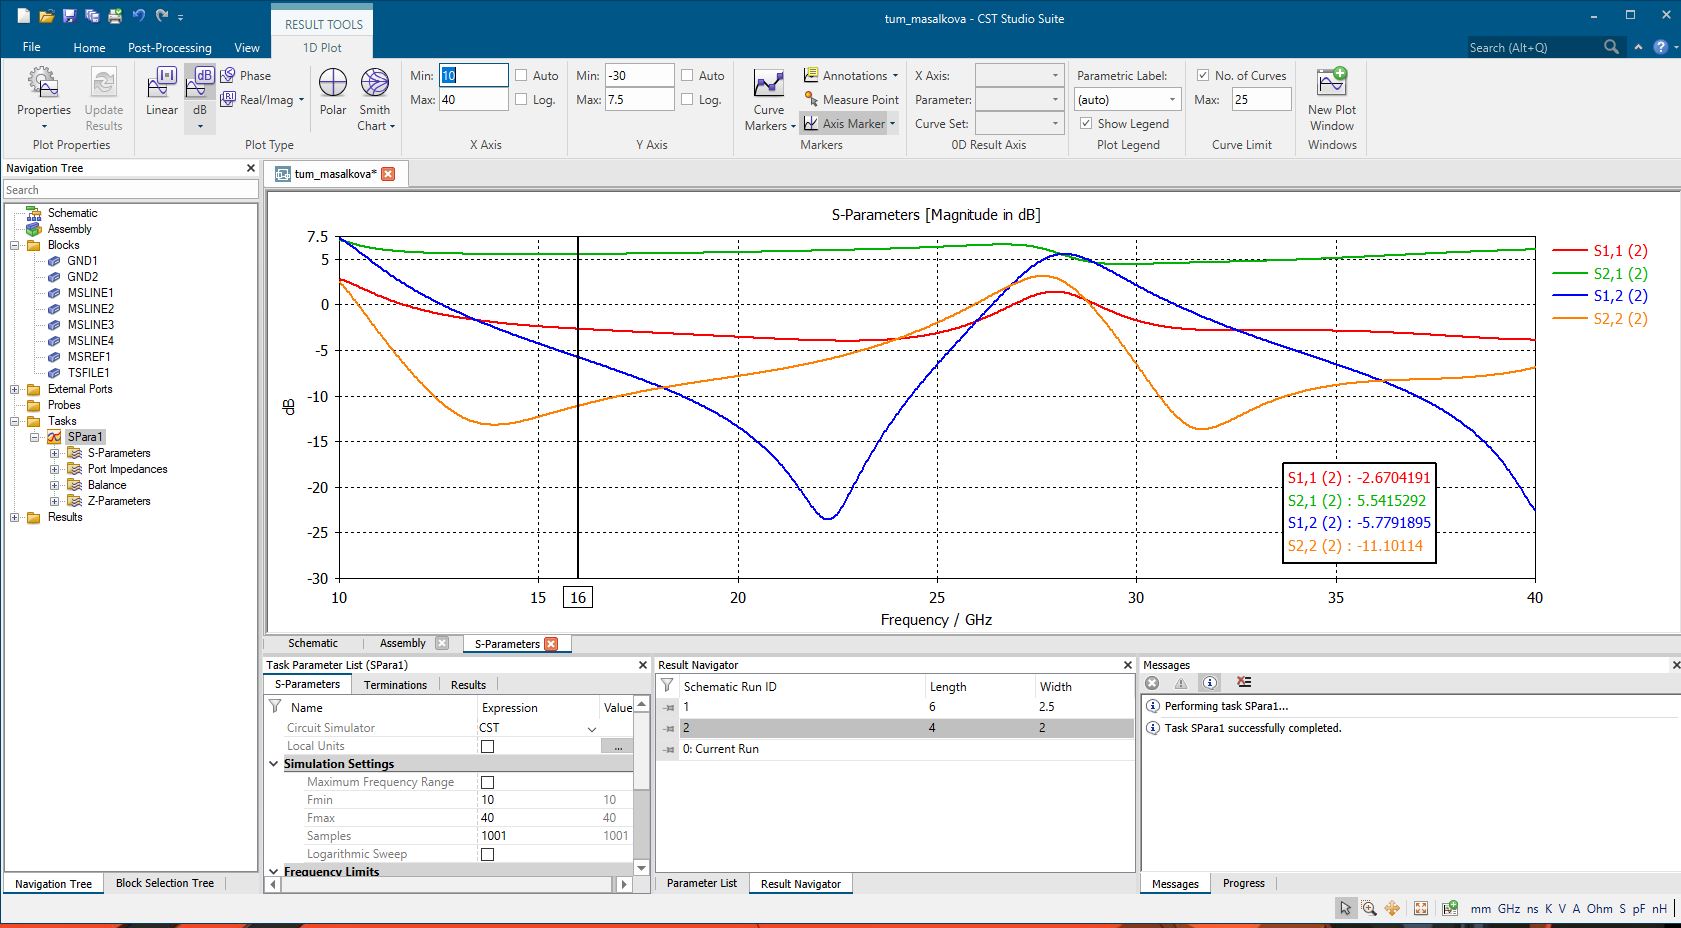 tum_masalkova - CST Studio Suite
RESULT TOOLS
File
Home
Post-Processing
View
1D Plot
Search (Alt+Q)
Properties
Update
Results
Plot Properties
Linear
dB
Phase
Real/Imag
Polar
Smith
Chart
Plot Type
Min: 10
Auto
Max: 40
Log.
X Axis
Min: -30
Auto
Max: 7.5
Log.
Y Axis
Curve
Markers
Annotations
Measure Point
Axis Marker
Markers
X Axis:
Parameter:
Curve Set:
0D Result Axis
Parametric Label:
(auto)
Show Legend
Plot Legend
No. of Curves
Max: 25
Curve Limit
New Plot
Window
Windows
Navigation Tree
Search
Schematic
Assembly
Blocks
GND1
GND2
MSLINE1
MSLINE2
MSLINE3
MSLINE4
MSREF1
TSFILE1
External Ports
Probes
Tasks
SPara1
S-Parameters
Port Impedances
Balance
Z-Parameters
Results
Navigation Tree
Block Selection Tree
tum_masalkova*
S-Parameters [Magnitude in dB]
7.5
5
0
-5
-10
-15
-20
-25
-30
dB
10
15
16
20
25
30
35
40
Frequency / GHz
S1,1 (2)
S2,1 (2)
S1,2 (2)
S2,2 (2)
S1,1 (2) : -2.6704191
S2,1 (2) : 5.5415292
S1,2 (2) : -5.7791895
S2,2 (2) : -11.10114
Schematic
Assembly
S-Parameters
Task Parameter List (SPara1)
S-Parameters
Terminations
Results
Name Expression Value
Circuit Simulator CST
Local Units ...
Simulation Settings
Maximum Frequency Range
Fmin 10 10
Fmax 40 40
Samples 1001 1001
Logarithmic Sweep
Frequency Limits
Result Navigator
Schematic Run ID Length Width
1 6 2.5
2 4 2
0: Current Run
Parameter List
Result Navigator
Messages
Performing task SPara1...
Task SPara1 successfully completed.
Messages
Progress
mm GHz ns K V A Ohm S pF nH